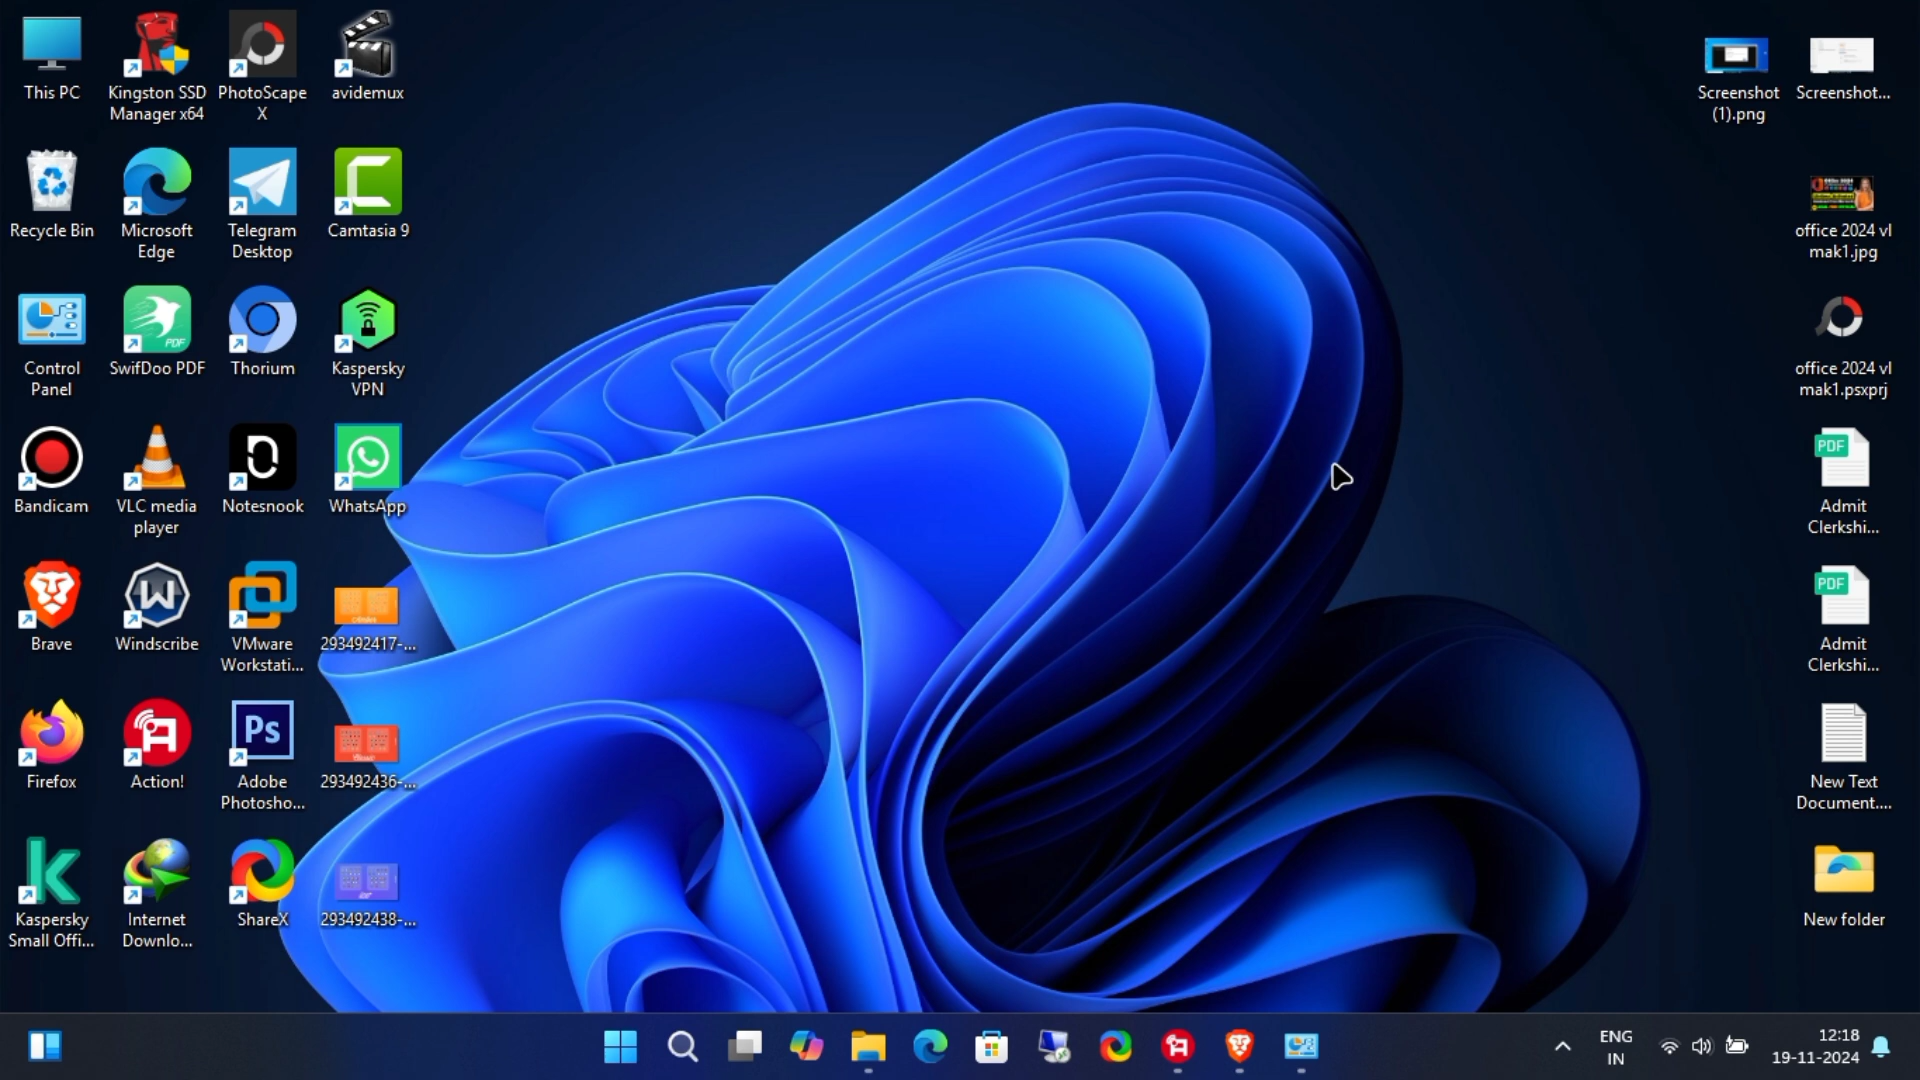 This PC
Kingston SSD
Manager x64
PhotoScape
X
avidemux
Screenshot
(1).png
Screenshot...
Recycle Bin
Microsoft
Edge
Telegram
Desktop
Camtasia 9
office 2024 vl
mak1.jpg
Control
Panel
PDF
SwifDoo PDF
Thorium
Kaspersky
VPN
office 2024 vl
mak1.psxprj
Bandicam
VLC media
player
Notesnook
WhatsApp
PDF
Admit
Clerkshi...
Brave
Windscribe
VMware
Workstati...
293492417-...
PDF
Admit
Clerkshi...
Firefox
Action!
Ps
Adobe
Photosho...
293492436-...
New Text
Document....
Kaspersky
Small Offi...
Internet
Downlo...
ShareX
293492438-...
New folder
ENG
IN
12:18
19-11-2024